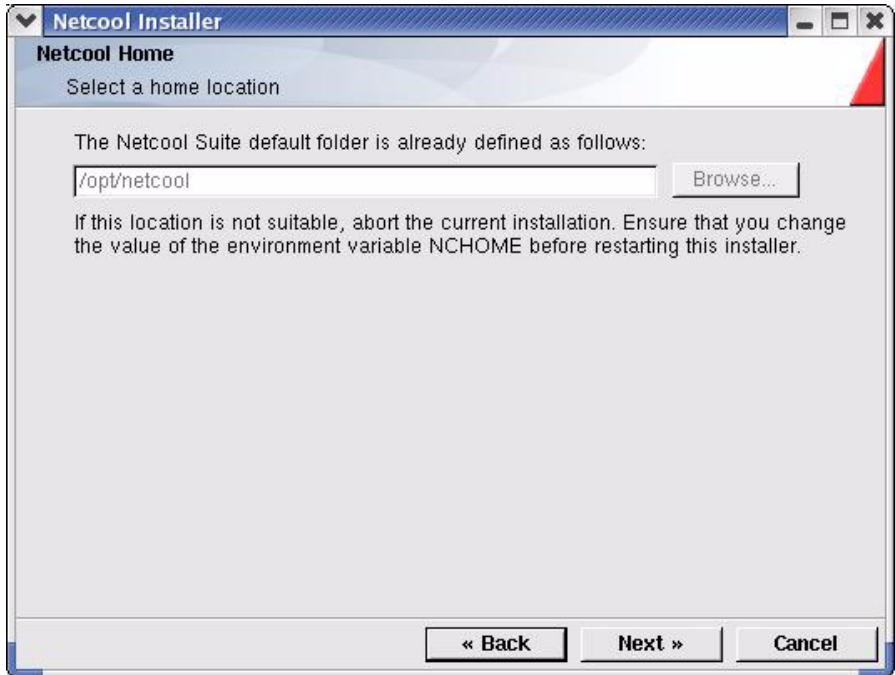 Netcool Installer
Netcool Home
Select a home location
The Netcool Suite default folder is already defined as follows:
/opt/netcool
Browse...
If this location is not suitable, abort the current installation. Ensure that you change
the value of the environment variable NCHOME before restarting this installer.
« Back
Next »
Cancel